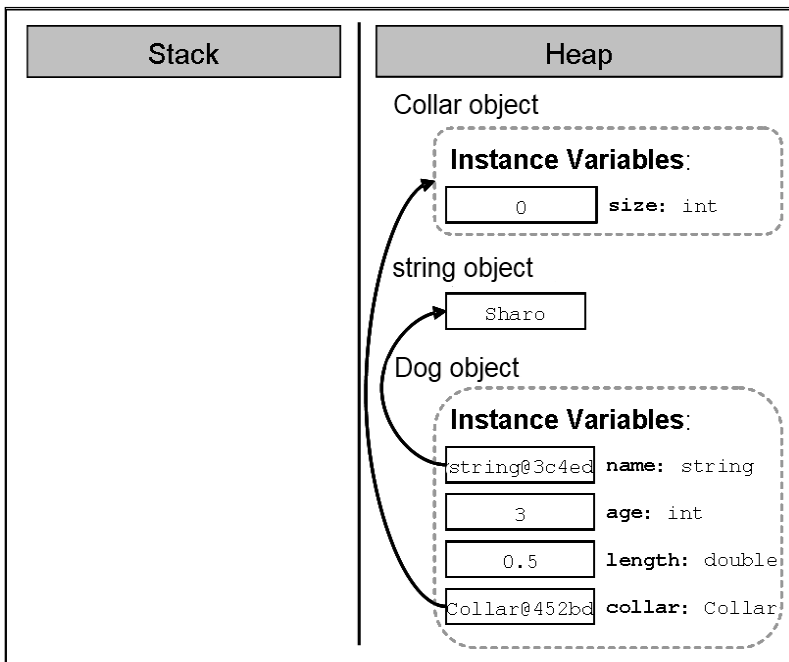 Stack
Heap
Collar object
Instance Variables:
0 size: int
string object
Sharo
Dog object
Instance Variables:
string@3c4ed name: string
3 age: int
0.5 length: double
Collar@452bd collar: Collar